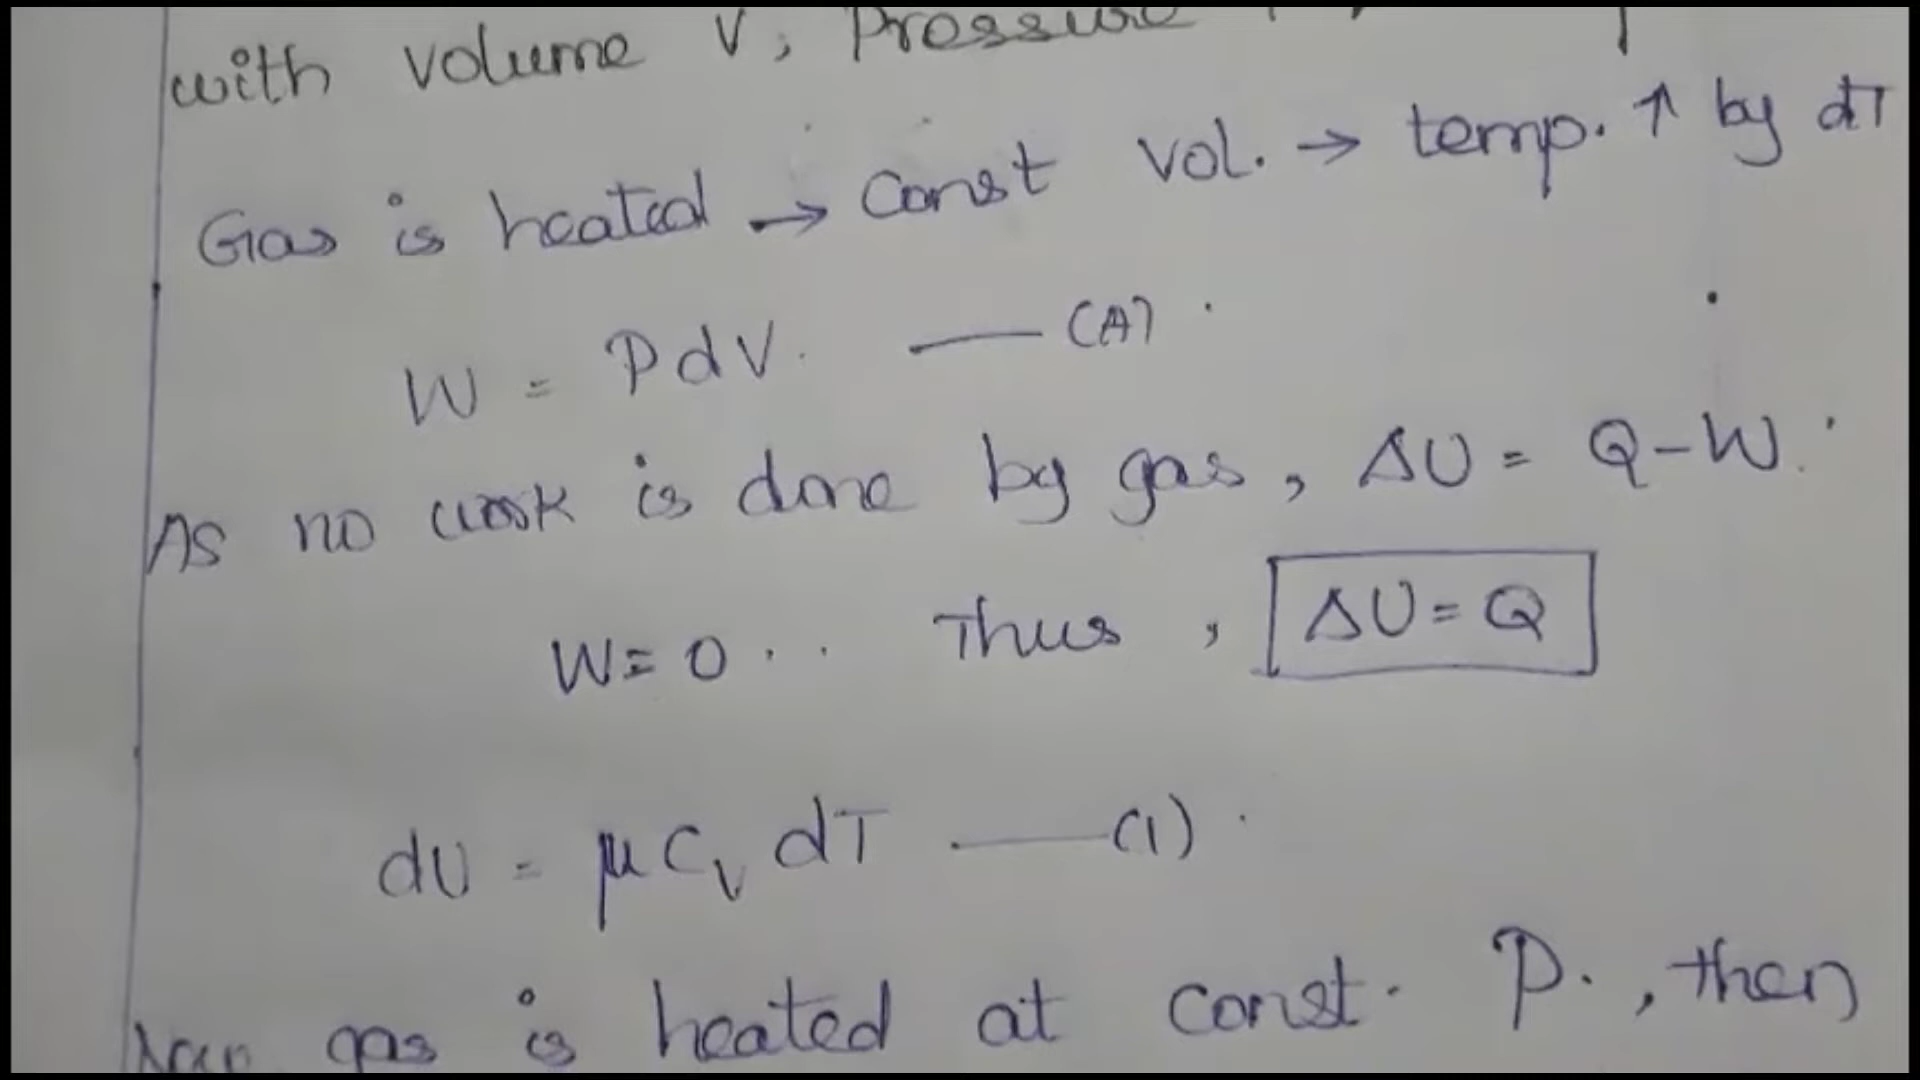 with volume V, Pressure
Gas is heated → Const vol. → temp. ↑ by dT
W = PdV. — (A)
As no work is done by gas, ΔU = Q-W.
W=0 .. Thus, ΔU=Q
dU = μ C_v dT — (1)
gas is heated at const. P., then